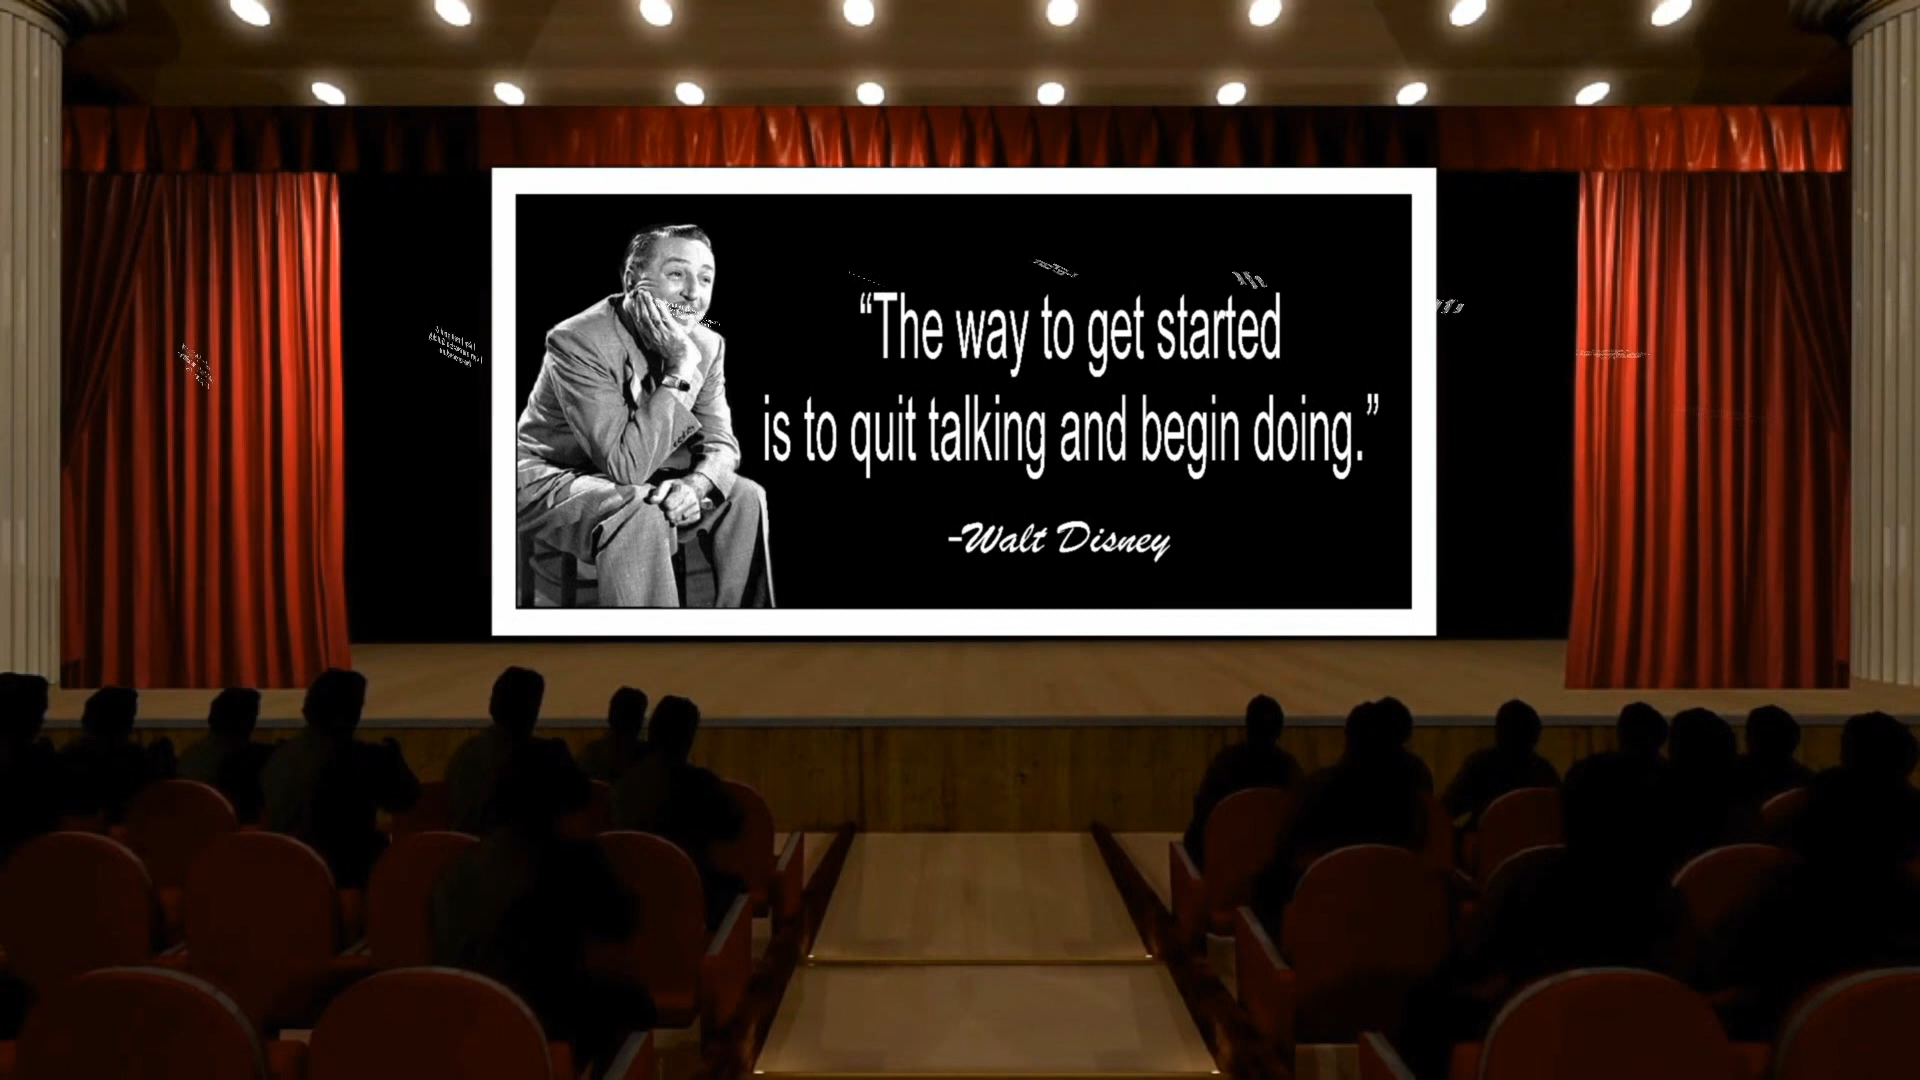 “The way to get started
is to quit talking and begin doing.”
-Walt Disney